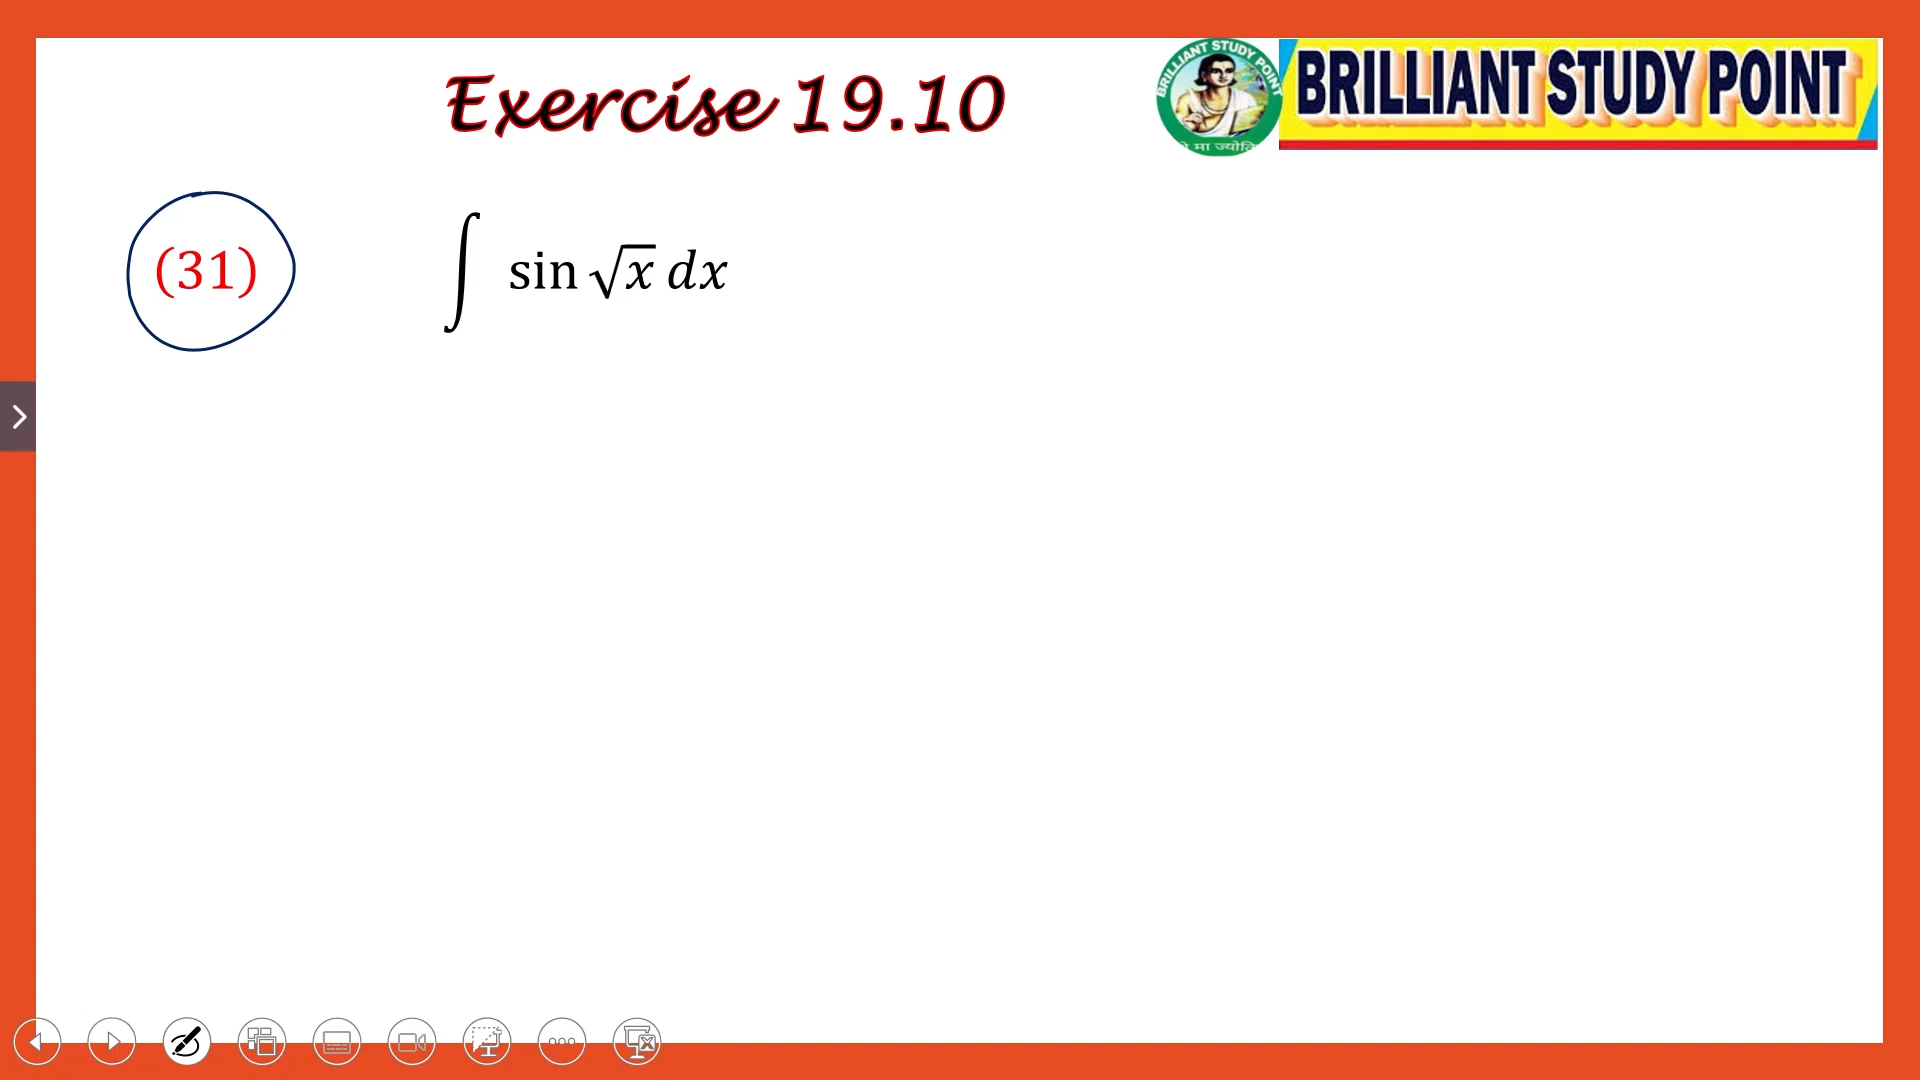 Exercise 19.10
BRILLIANT STUDY POINT
BRILLIANT STUDY POINT
मा ज्योति
(31) ∫ sin √x dx